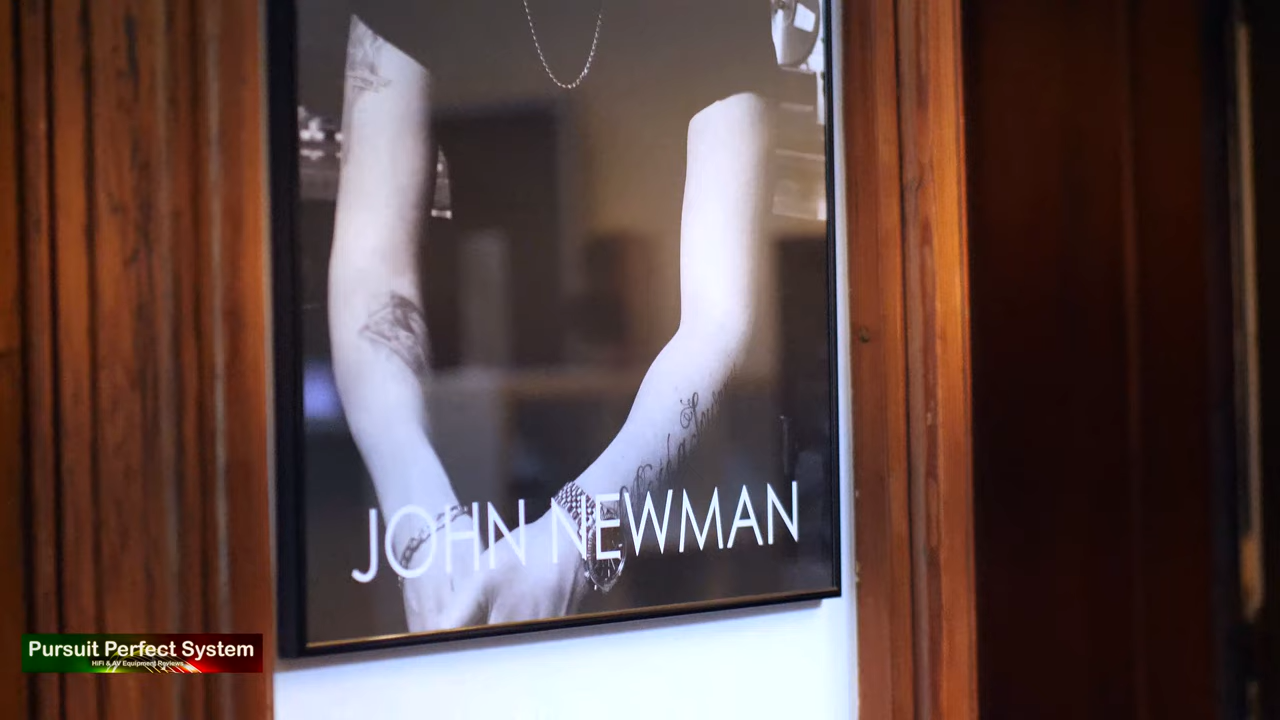 JOHN NEWMAN
Pursuit Perfect System
HiFi & AV Equipment Reviews